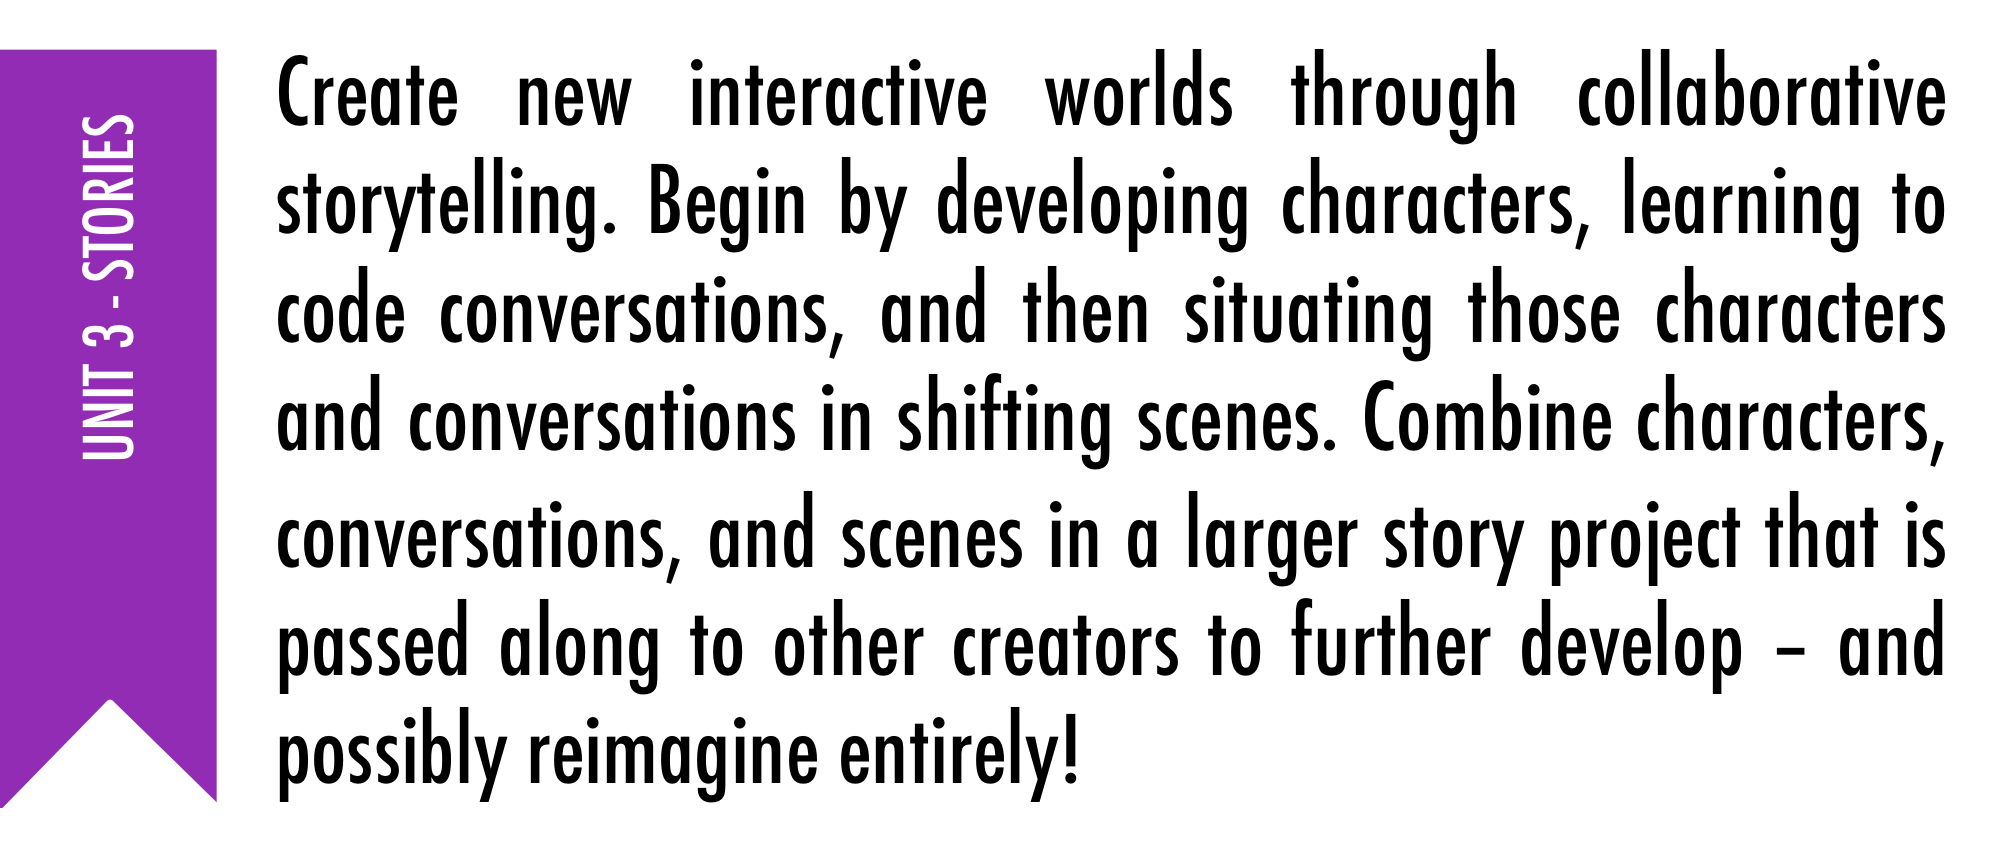 UNIT 3 - STORIES
Create new interactive worlds through collaborative
storytelling. Begin by developing characters, learning to
code conversations, and then situating those characters
and conversations in shifting scenes. Combine characters,
conversations, and scenes in a larger story project that is
passed along to other creators to further develop – and
possibly reimagine entirely!